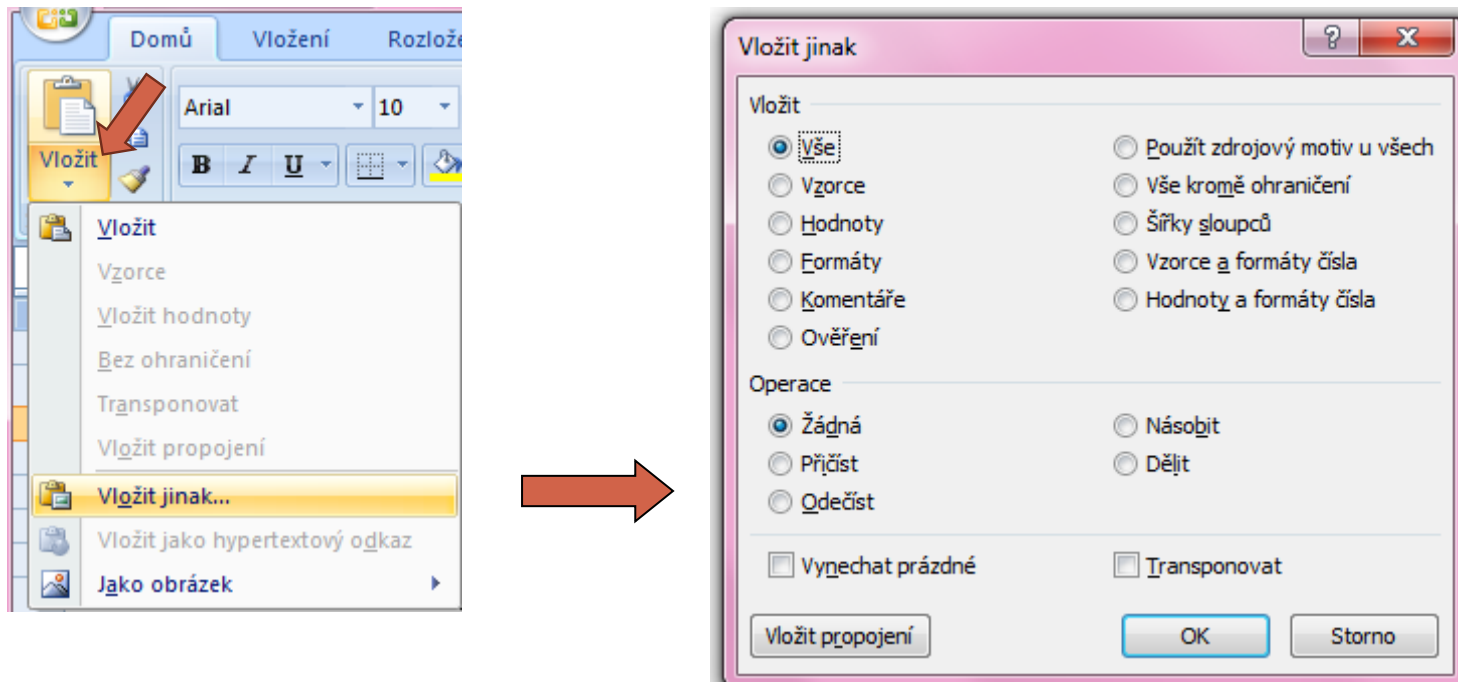 Domů Vložení Rozlože
Arial 10
Vložit
B I U
Vložit
Vzorce
Vložit hodnoty
Bez ohraničení
Transponovat
Vložit propojení
Vložit jinak...
Vložit jako hypertextový odkaz
Jako obrázek
Vložit jinak
Vložit
Vše
Vzorce
Hodnoty
Formáty
Komentáře
Ověření
Použít zdrojový motiv u všech
Vše kromě ohraničení
Šířky sloupců
Vzorce a formáty čísla
Hodnoty a formáty čísla
Operace
Žádná
Přičíst
Odečíst
Násobit
Dělit
Vynechat prázdné
Transponovat
Vložit propojení
OK
Storno